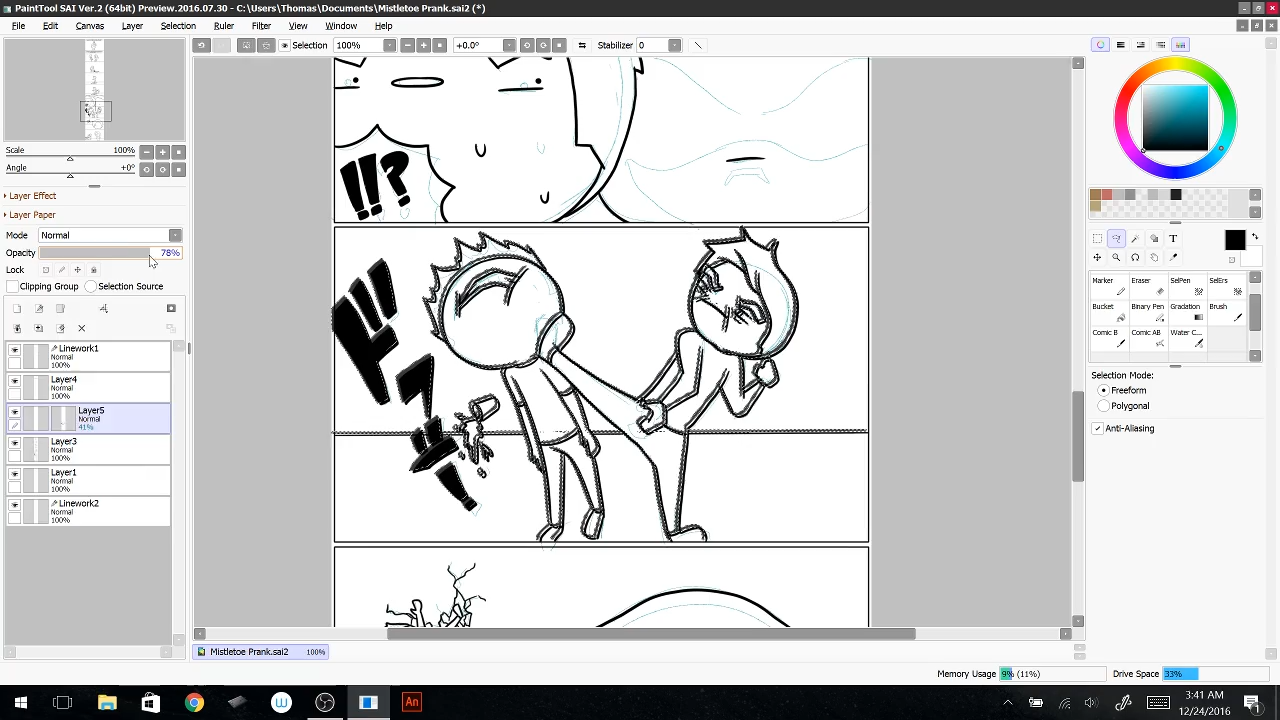 PaintTool SAI Ver.2 (64bit) Preview.2016.07.30 - C:\Users\Thomas\Documents\Mistletoe Prank.sai2 (*)
File Edit Canvas Layer Selection Ruler Filter View Window Help
Selection 100% +0.0° Stabilizer 0
Scale 100%
Angle +0°
Layer Effect
Layer Paper
Mode Normal
Opacity 78%
Lock
Clipping Group Selection Source
Linework1
Normal
100%
Layer4
Normal
100%
Layer5
Normal
41%
Layer3
Normal
100%
Layer1
Normal
100%
Linework2
Normal
100%
!!?
Marker Eraser SelPen SelErs
Bucket Binary Pen Gradation Brush
Comic B Comic AB Water C...
Selection Mode:
Freeform
Polygonal
Anti-Aliasing
Mistletoe Prank.sai2 100%
Memory Usage 9% (11%) Drive Space 33%
3:41 AM
12/24/2016